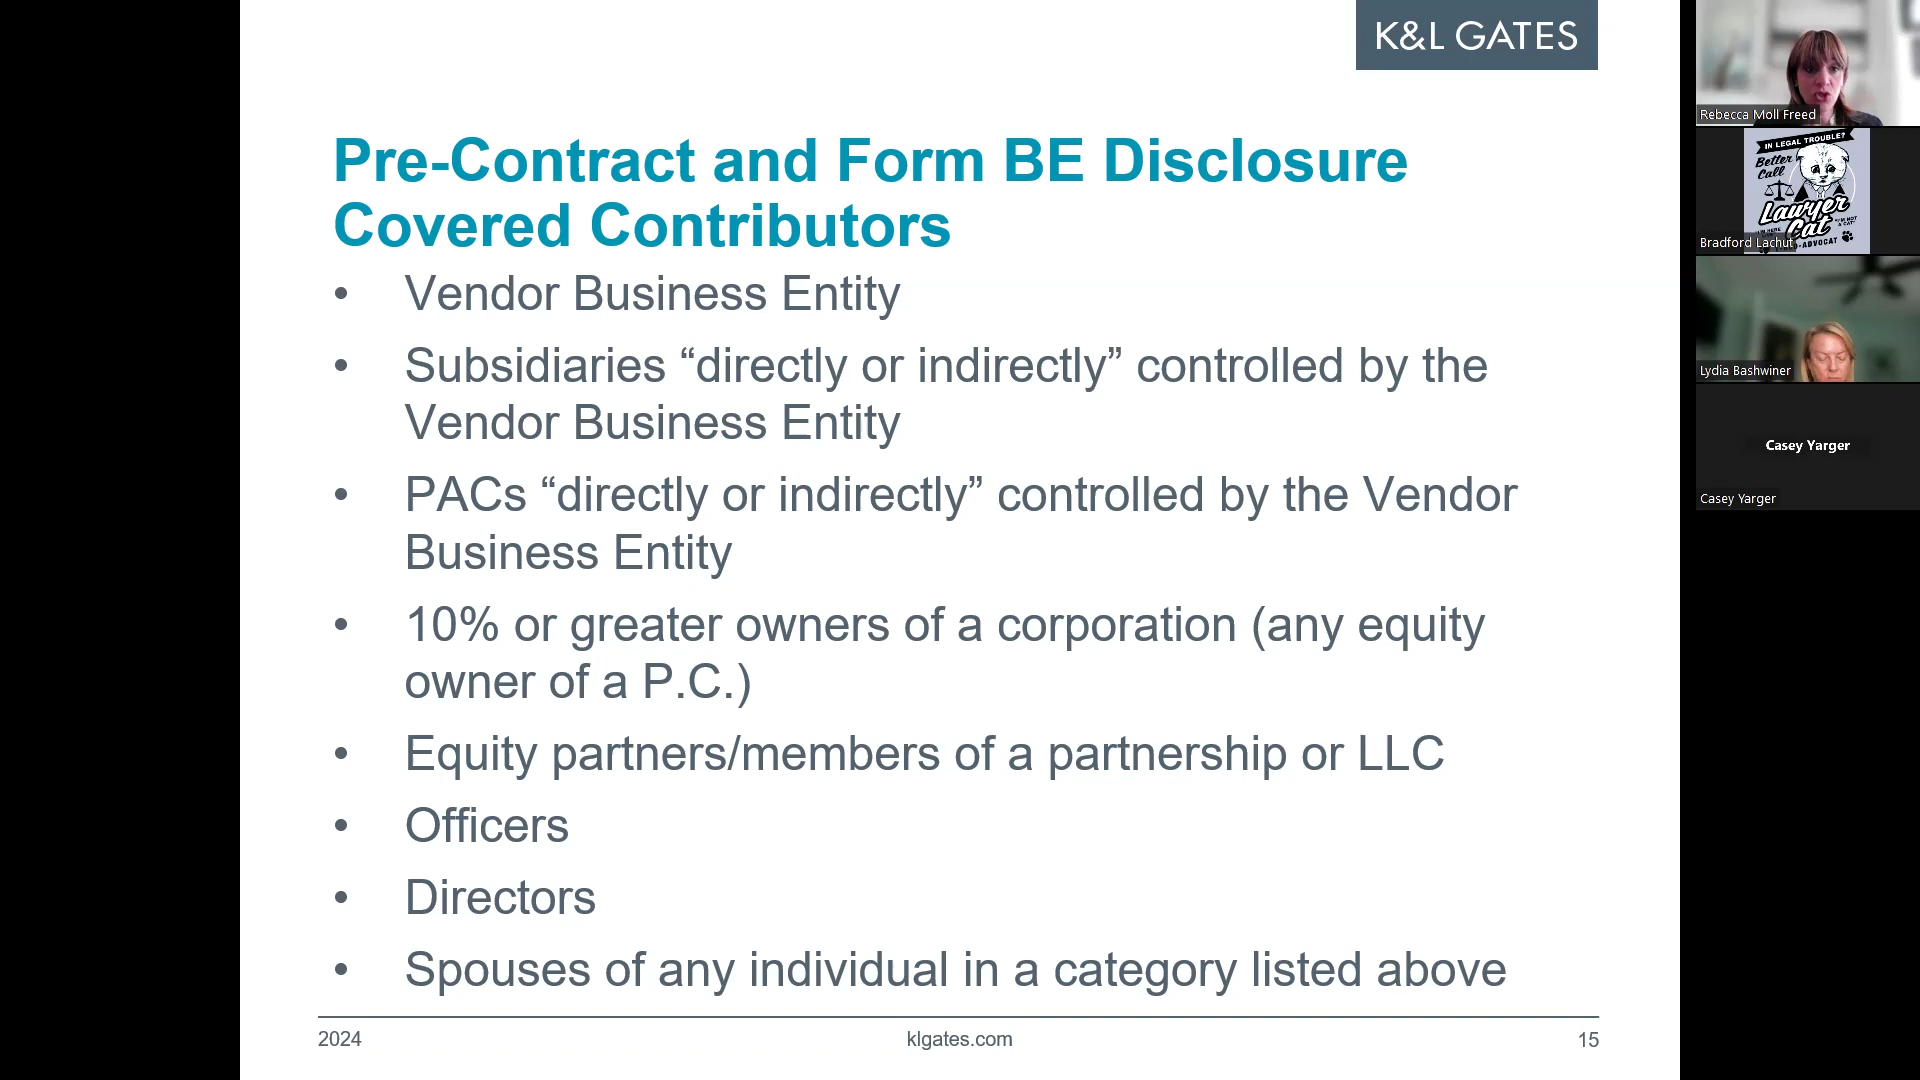 K&L GATES
Pre-Contract and Form BE Disclosure
Covered Contributors
• Vendor Business Entity
• Subsidiaries “directly or indirectly” controlled by the
Vendor Business Entity
• PACs “directly or indirectly” controlled by the Vendor
Business Entity
• 10% or greater owners of a corporation (any equity
owner of a P.C.)
• Equity partners/members of a partnership or LLC
• Officers
• Directors
• Spouses of any individual in a category listed above
2024
klgates.com
15
Rebecca Moll Freed
IN LEGAL TROUBLE?
Better
Call
Lawyer
Cat
Bradford Lachut
Lydia Bashwiner
Casey Yarger
Casey Yarger